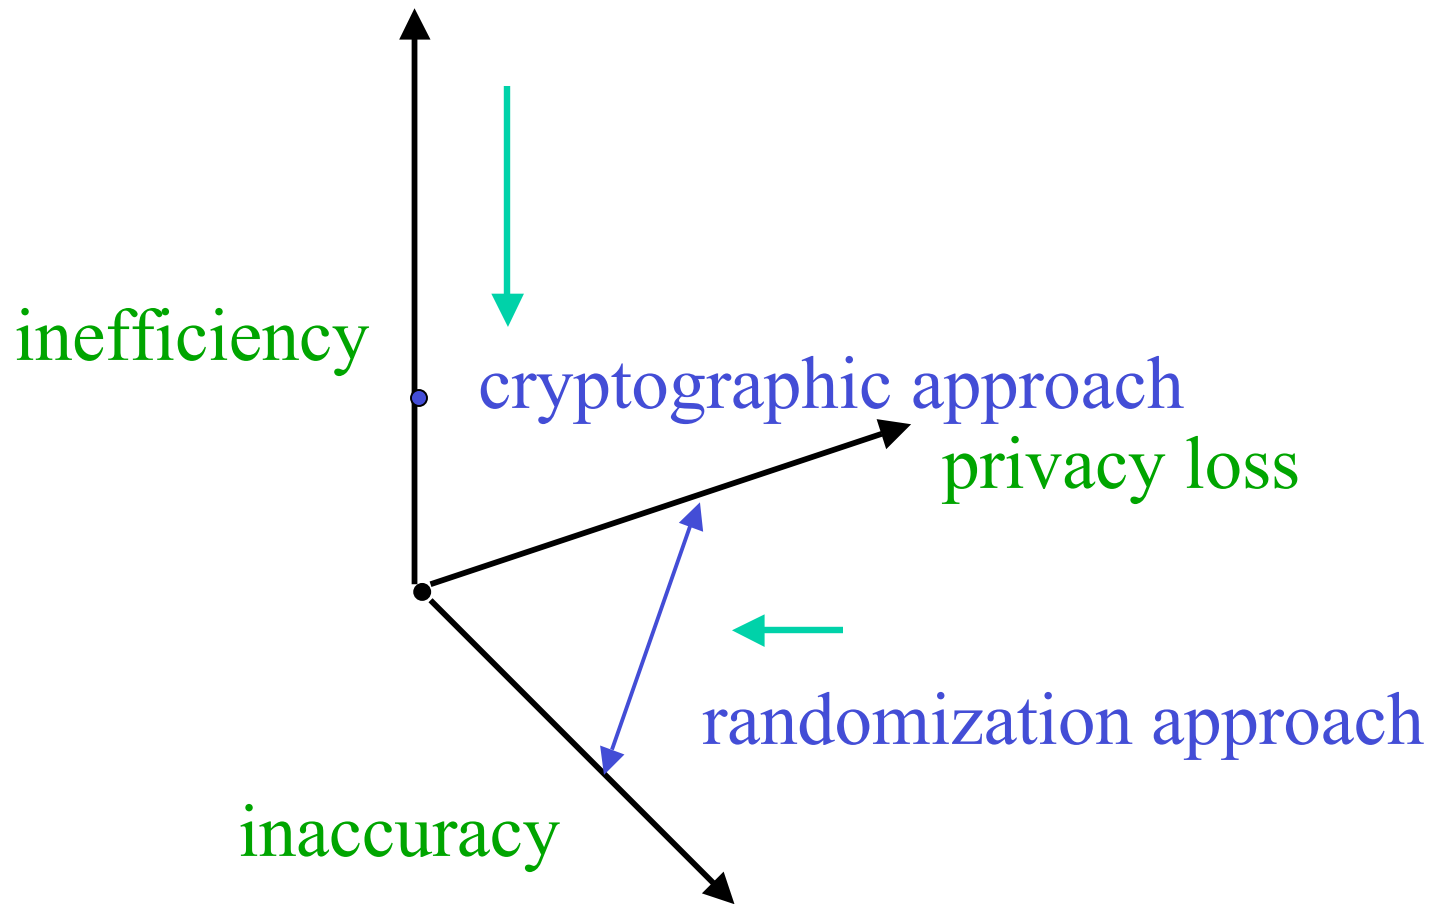 inefficiency
cryptographic approach
privacy loss
randomization approach
inaccuracy